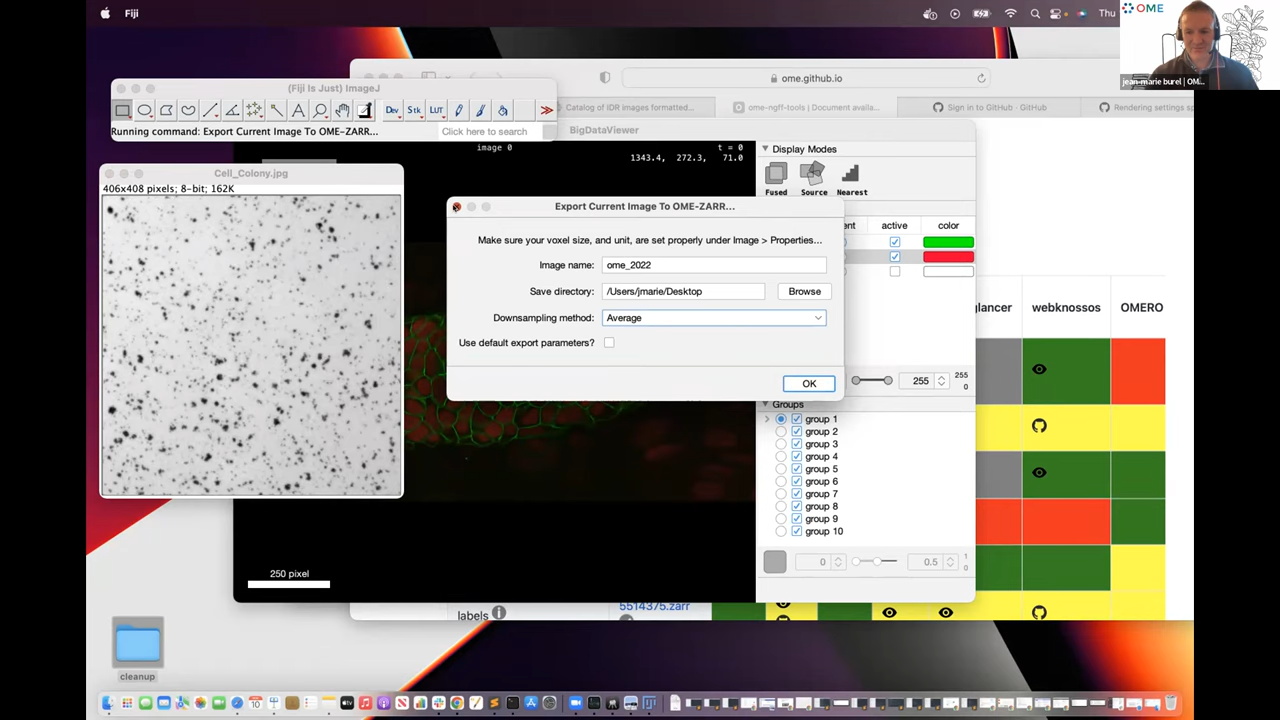 Fiji
Thu
OME
jean-marie burel | OM...
(Fiji Is Just) ImageJ
ome.github.io
Dev
Stk
LUT
Catalog of IDR images formatted...
ome-ngff-tools | Document availa...
Sign in to GitHub · GitHub
Rendering settings sp
Running command: Export Current Image To OME-ZARR...
Click here to search
BigDataViewer
image 0
t = 0
1343.4, 272.3, 71.0
Display Modes
Fused
Source
Nearest
Cell_Colony.jpg
406x408 pixels; 8-bit; 162K
Export Current Image To OME-ZARR...
ent
active
color
Make sure your voxel size, and unit, are set properly under Image > Properties...
Image name:
ome_2022
Save directory:
/Users/jmarie/Desktop
Browse
Downsampling method:
Average
Use default export parameters?
OK
glancer
webknossos
OMERO
255
255
0
Groups
group 1
group 2
group 3
group 4
group 5
group 6
group 7
group 8
group 9
group 10
0
0.5
1
0
250 pixel
labels
5514375.zarr
cleanup